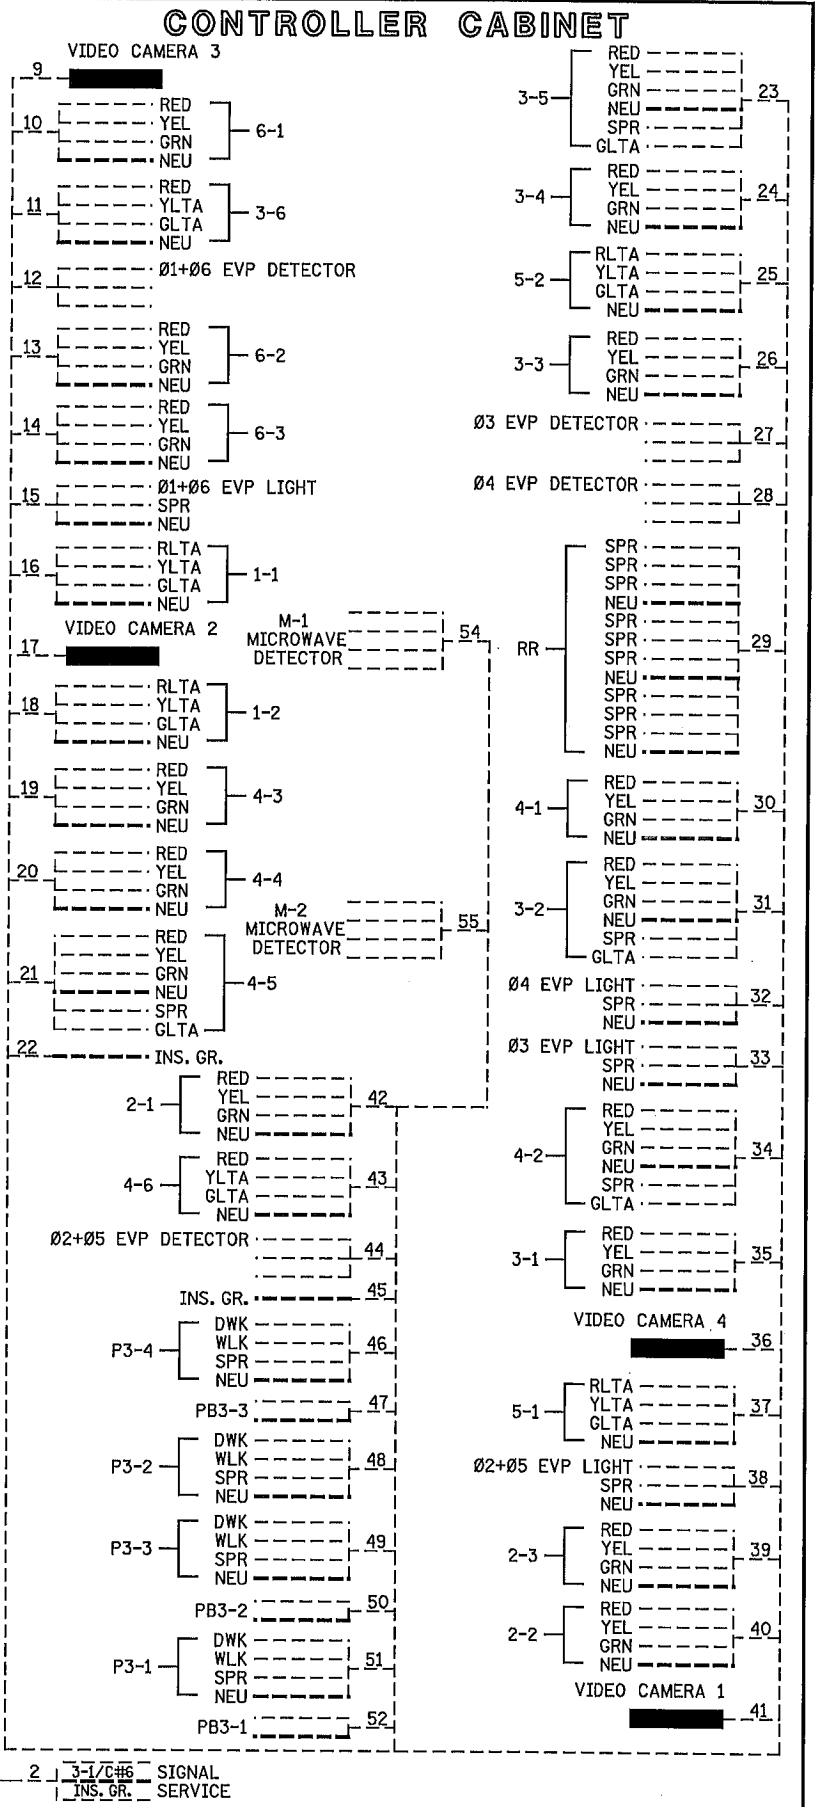 CONTROLLER CABINET
VIDEO CAMERA 3
9
10
RED
YEL
GRN
NEU
6-1
11
RED
YLTA
GLTA
NEU
3-6
12
Ø1+Ø6 EVP DETECTOR
13
RED
YEL
GRN
NEU
6-2
14
RED
YEL
GRN
NEU
6-3
15
Ø1+Ø6 EVP LIGHT
SPR
NEU
16
RLTA
YLTA
GLTA
NEU
1-1
VIDEO CAMERA 2
17
18
RLTA
YLTA
GLTA
NEU
1-2
19
RED
YEL
GRN
NEU
4-3
20
RED
YEL
GRN
NEU
4-4
21
RED
YEL
GRN
NEU
SPR
GLTA
4-5
22
INS. GR.
M-1
MICROWAVE
DETECTOR
54
M-2
MICROWAVE
DETECTOR
55
2-1
RED
YEL
GRN
NEU
42
4-6
RED
YLTA
GLTA
NEU
43
Ø2+Ø5 EVP DETECTOR
44
INS. GR.
45
P3-4
DWK
WLK
SPR
NEU
46
PB3-3
47
P3-2
DWK
WLK
SPR
NEU
48
P3-3
DWK
WLK
SPR
NEU
49
PB3-2
50
P3-1
DWK
WLK
SPR
NEU
51
PB3-1
52
3-5
RED
YEL
GRN
NEU
SPR
GLTA
23
3-4
RED
YEL
GRN
NEU
24
5-2
RLTA
YLTA
GLTA
NEU
25
3-3
RED
YEL
GRN
NEU
26
Ø3 EVP DETECTOR
27
Ø4 EVP DETECTOR
28
RR
SPR
SPR
SPR
NEU
SPR
SPR
SPR
NEU
SPR
SPR
SPR
NEU
29
4-1
RED
YEL
GRN
NEU
30
3-2
RED
YEL
GRN
NEU
SPR
GLTA
31
Ø4 EVP LIGHT
SPR
NEU
32
Ø3 EVP LIGHT
SPR
NEU
33
4-2
RED
YEL
GRN
NEU
SPR
GLTA
34
3-1
RED
YEL
GRN
NEU
35
VIDEO CAMERA 4
36
5-1
RLTA
YLTA
GLTA
NEU
37
Ø2+Ø5 EVP LIGHT
SPR
NEU
38
2-3
RED
YEL
GRN
NEU
39
2-2
RED
YEL
GRN
NEU
40
VIDEO CAMERA 1
41
2
3-1/C#6 SIGNAL
INS. GR. SERVICE